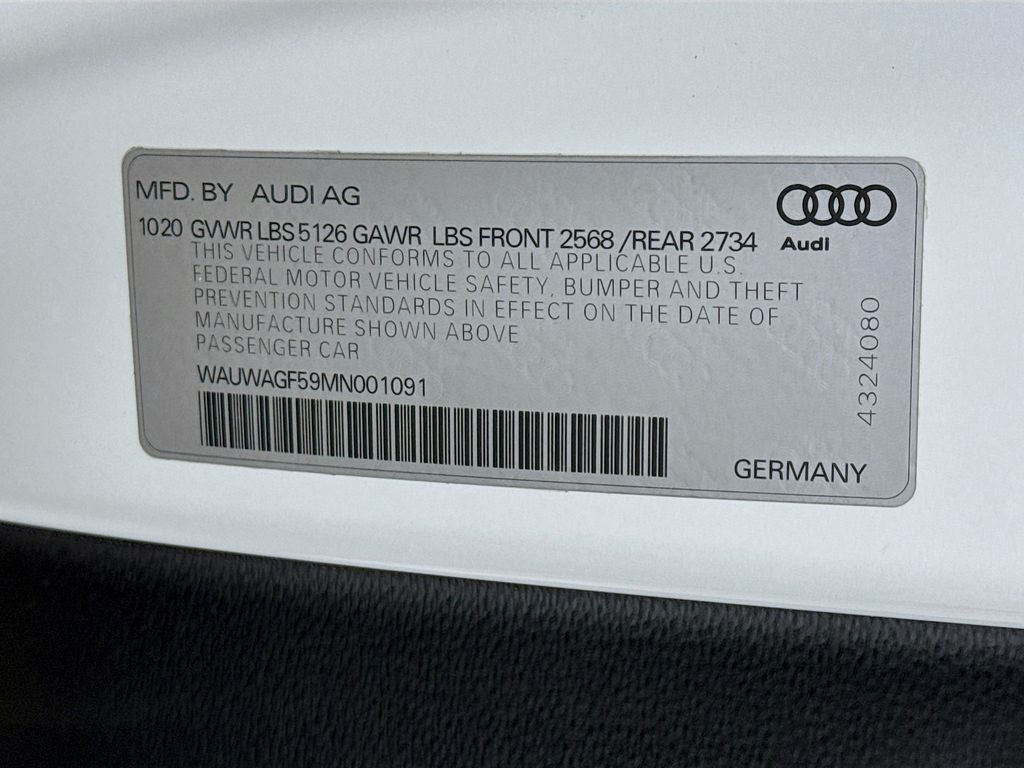 MFD. BY AUDI AG
Audi
1020 GVWR LBS 5126 GAWR LBS FRONT 2568 /REAR 2734
THIS VEHICLE CONFORMS TO ALL APPLICABLE U.S.
FEDERAL MOTOR VEHICLE SAFETY, BUMPER AND THEFT
PREVENTION STANDARDS IN EFFECT ON THE DATE OF
MANUFACTURE SHOWN ABOVE
PASSENGER CAR
WAUWAGF59MN001091
4324080
GERMANY